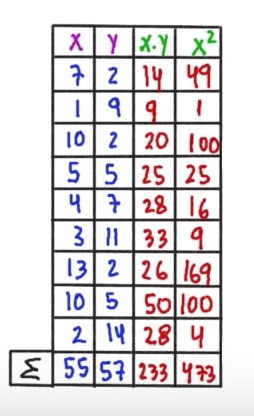 X Y X.Y X²
7 2 14 49
1 9 9 1
10 2 20 100
5 5 25 25
4 7 28 16
3 11 33 9
13 2 26 169
10 5 50 100
2 14 28 4
Σ 55 57 233 473